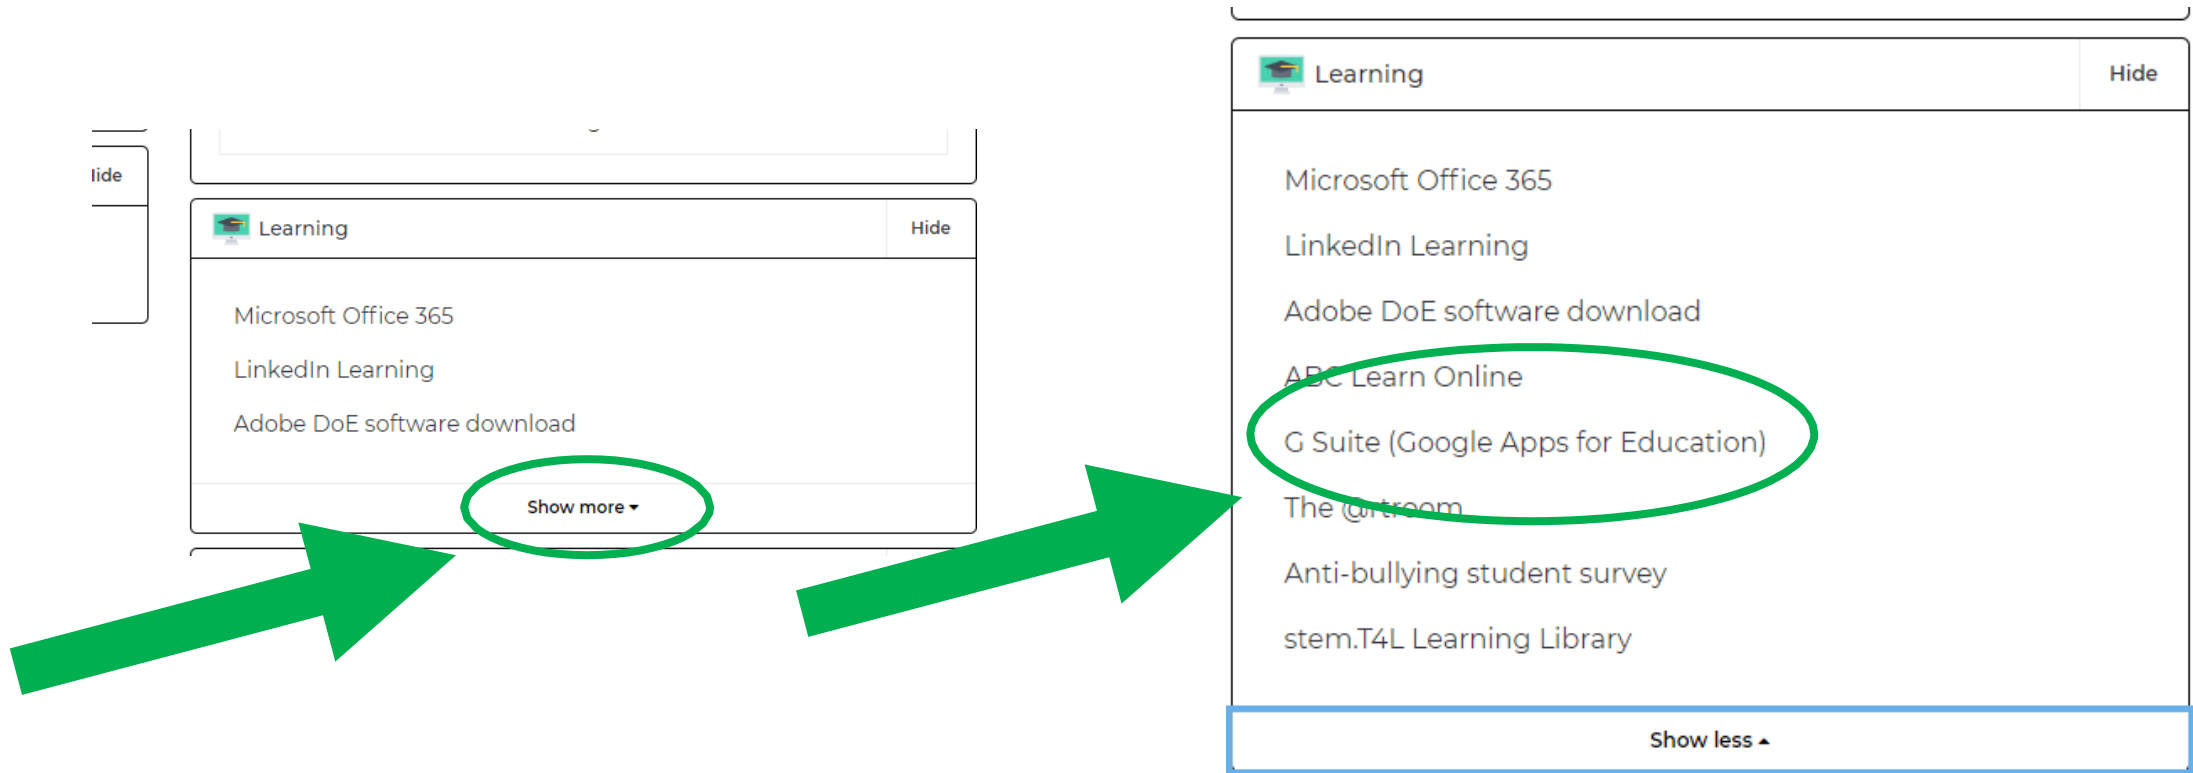 Hide
Learning
Hide
Microsoft Office 365
LinkedIn Learning
Adobe DoE software download
Show more
Learning
Hide
Microsoft Office 365
LinkedIn Learning
Adobe DoE software download
ABC Learn Online
G Suite (Google Apps for Education)
The @rtroom
Anti-bullying student survey
stem.T4L Learning Library
Show less